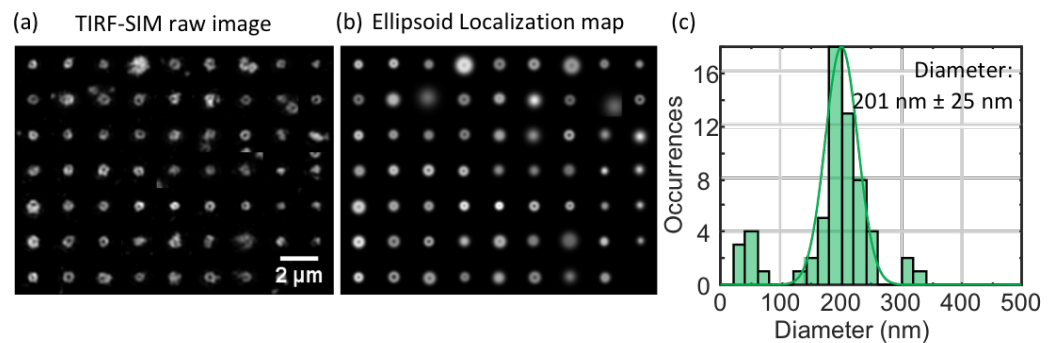 (a) TIRF-SIM raw image
(b) Ellipsoid Localization map
(c)
2 µm
Diameter:
201 nm ± 25 nm
16
12
8
4
0
Occurrences
0 100 200 300 400 500
Diameter (nm)